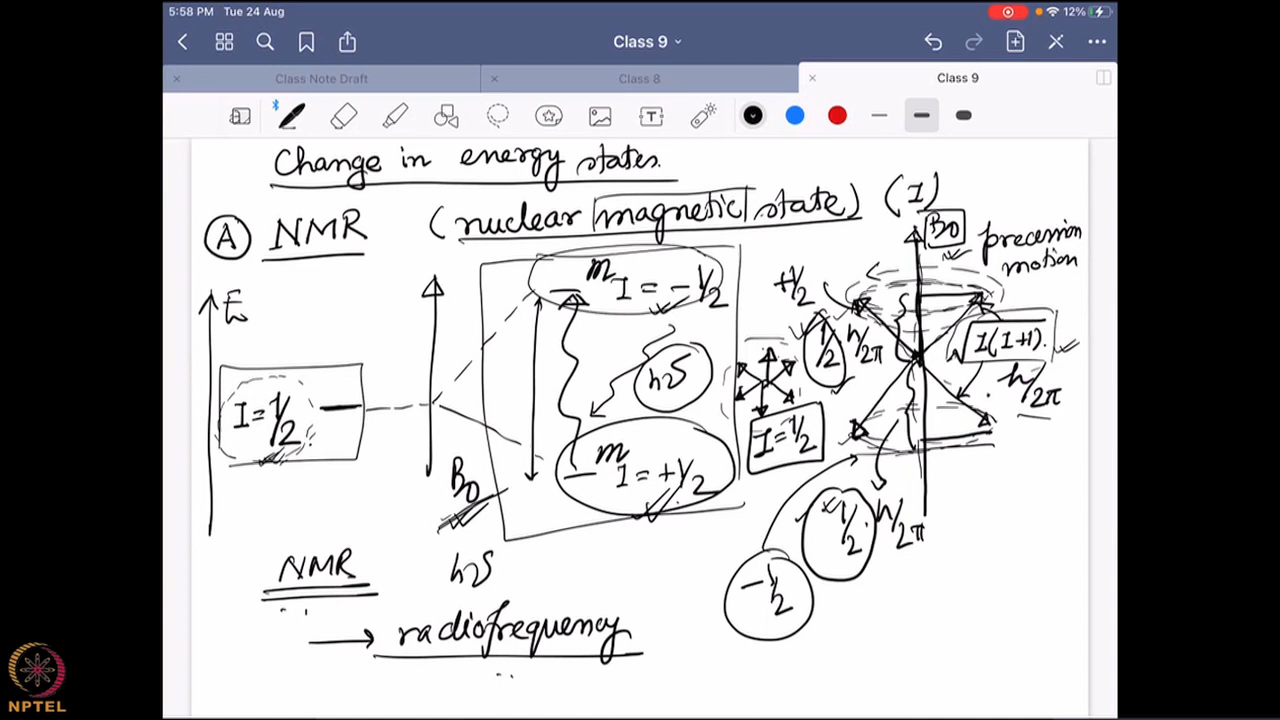 5:58 PM Tue 24 Aug
12%
Class 9
Class Note Draft
Class 8
Class 9
Change in energy states.
(A) NMR (nuclear magnetic state) (I)
B0
precession
motion
E
mI = -1/2
+1/2
1/2 h/2π
√I(I+1) . h/2π
hν
I = 1/2
I = 1/2
mI = +1/2
B0
1/2 . h/2π
-1/2
NMR
hν
→ radiofrequency
NPTEL